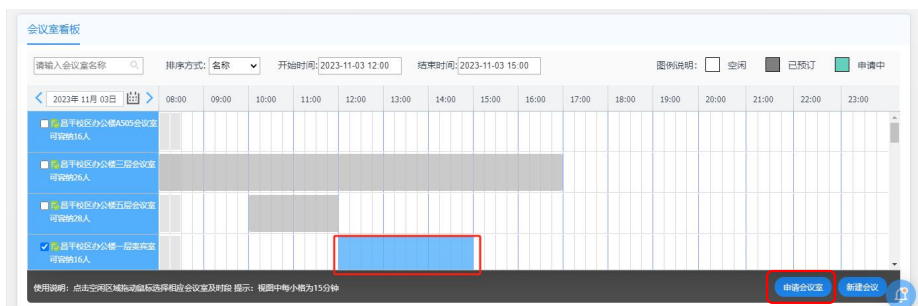 会议室看板
请输入会议室名称 排序方式: 名称 开始时间: 2023-11-03 12:00 结束时间: 2023-11-03 15:00 图例说明: 空闲 已预订 申请中
2023年 11月 03日 08:00 09:00 10:00 11:00 12:00 13:00 14:00 15:00 16:00 17:00 18:00 19:00 20:00 21:00 22:00 23:00
昌平校区办公楼A505会议室
可容纳16人
昌平校区办公楼三层会议室
可容纳26人
昌平校区办公楼五层会议室
可容纳28人
昌平校区办公楼一层贵宾室
可容纳16人
使用说明: 点击空闲区域拖动鼠标选择相应会议室及时段 提示: 视图中每小格为15分钟 申请会议室 新建会议